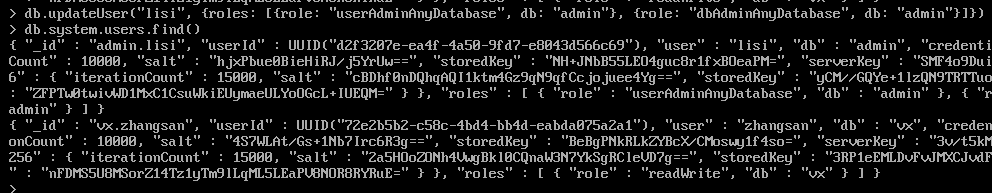 > db.updateUser("lisi", {roles: [{role: "userAdminAnyDatabase", db: "admin"}, {role: "dbAdminAnyDatabase", db: "admin"}]})
> db.system.users.find()
{ "_id" : "admin.lisi", "userId" : UUID("d2f3207e-ea4f-4a50-9fd7-e8043d566c69"), "user" : "lisi", "db" : "admin", "credenti
Count" : 10000, "salt" : "hjxPbue0BieHiRJ/j5YrUw==", "storedKey" : "NH+JNbB55LEO4guc8r1fxBOeaPM=", "serverKey" : "SMF4o9Dui
6" : { "iterationCount" : 15000, "salt" : "cBDhf0nDQhqAQI1ktm4Gz9qN9qfCcjojuee4Yg==", "storedKey" : "yCM//GQYe+1lzQN9TRTTuo
: "ZFPTw0twivWD1MxC1CsuWkiEUymaeULYoOGcL+IUEQM=" } }, "roles" : [ { "role" : "userAdminAnyDatabase", "db" : "admin" }, { "r
admin" } ] }
{ "_id" : "vx.zhangsan", "userId" : UUID("72e2b5b2-c58c-4bd4-bb4d-eabda075a2a1"), "user" : "zhangsan", "db" : "vx", "creden
onCount" : 10000, "salt" : "4S7WLAt/Gs+1Nb7Irc6R3g==", "storedKey" : "BeBgPNkRLkZYBcX/CMoswy1f4so=", "serverKey" : "3v/t5kM
256" : { "iterationCount" : 15000, "salt" : "2a5HOoZONh4VwgBkl0CQnaW3N7YkSgRCleVD7g==", "storedKey" : "3RP1eEMLDvFvJMXCJvdF
" : "nFDMS5U8MSorZ14Tz1yTm9lLqML5LEaPV8NOR8RYRuE=" } }, "roles" : [ { "role" : "readWrite", "db" : "vx" } ] }
>